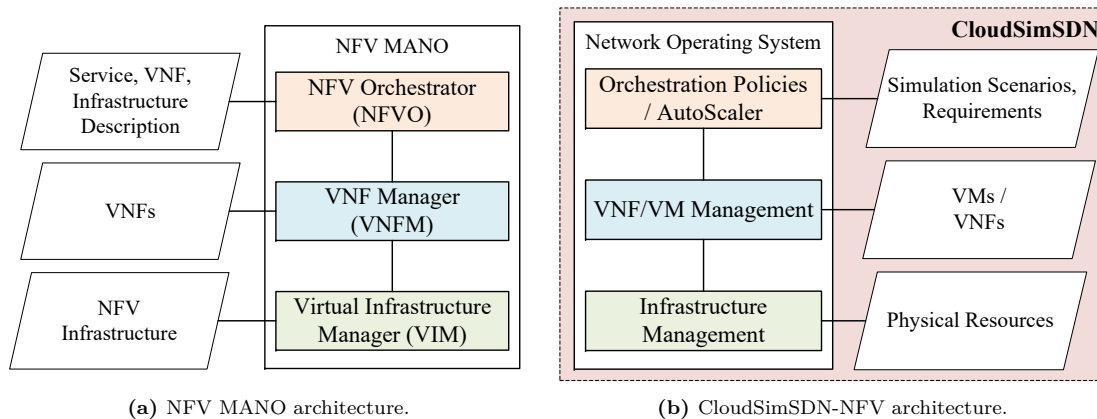 NFV MANO
Service, VNF,
Infrastructure
Description
NFV Orchestrator
(NFVO)
VNFs
VNF Manager
(VNFM)
NFV
Infrastructure
Virtual Infrastructure
Manager (VIM)
(a) NFV MANO architecture.
CloudSimSDN
Network Operating System
Orchestration Policies
/ AutoScaler
Simulation Scenarios,
Requirements
VNF/VM Management
VMs /
VNFs
Infrastructure
Management
Physical Resources
(b) CloudSimSDN-NFV architecture.